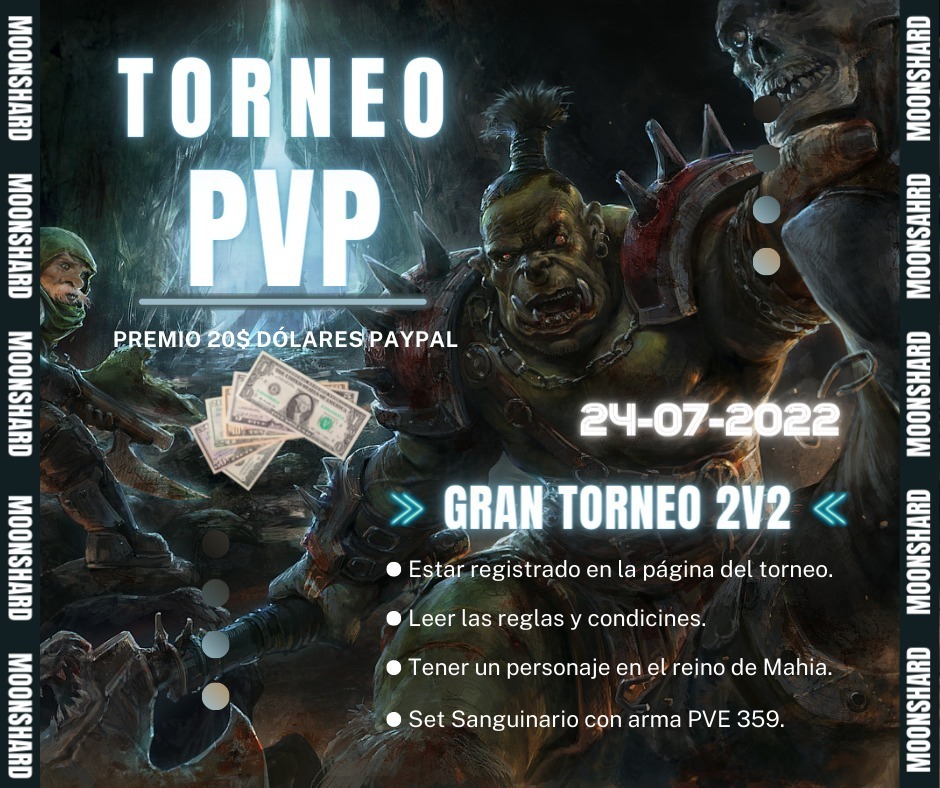 TORNEO
PVP
PREMIO 20$ DÓLARES PAYPAL
24-07-2022
GRAN TORNEO 2V2
Estar registrado en la página del torneo.
Leer las reglas y condicines.
Tener un personaje en el reino de Mahia.
Set Sanguinario con arma PVE 359.
MOONSHARD
MOONSHARD
MOONSHARD
MOONSHARD
MOONSHARD
MOONSHARD
MOONSAHRD
MOONSHARD
MOONSHARD
MOONSHARD